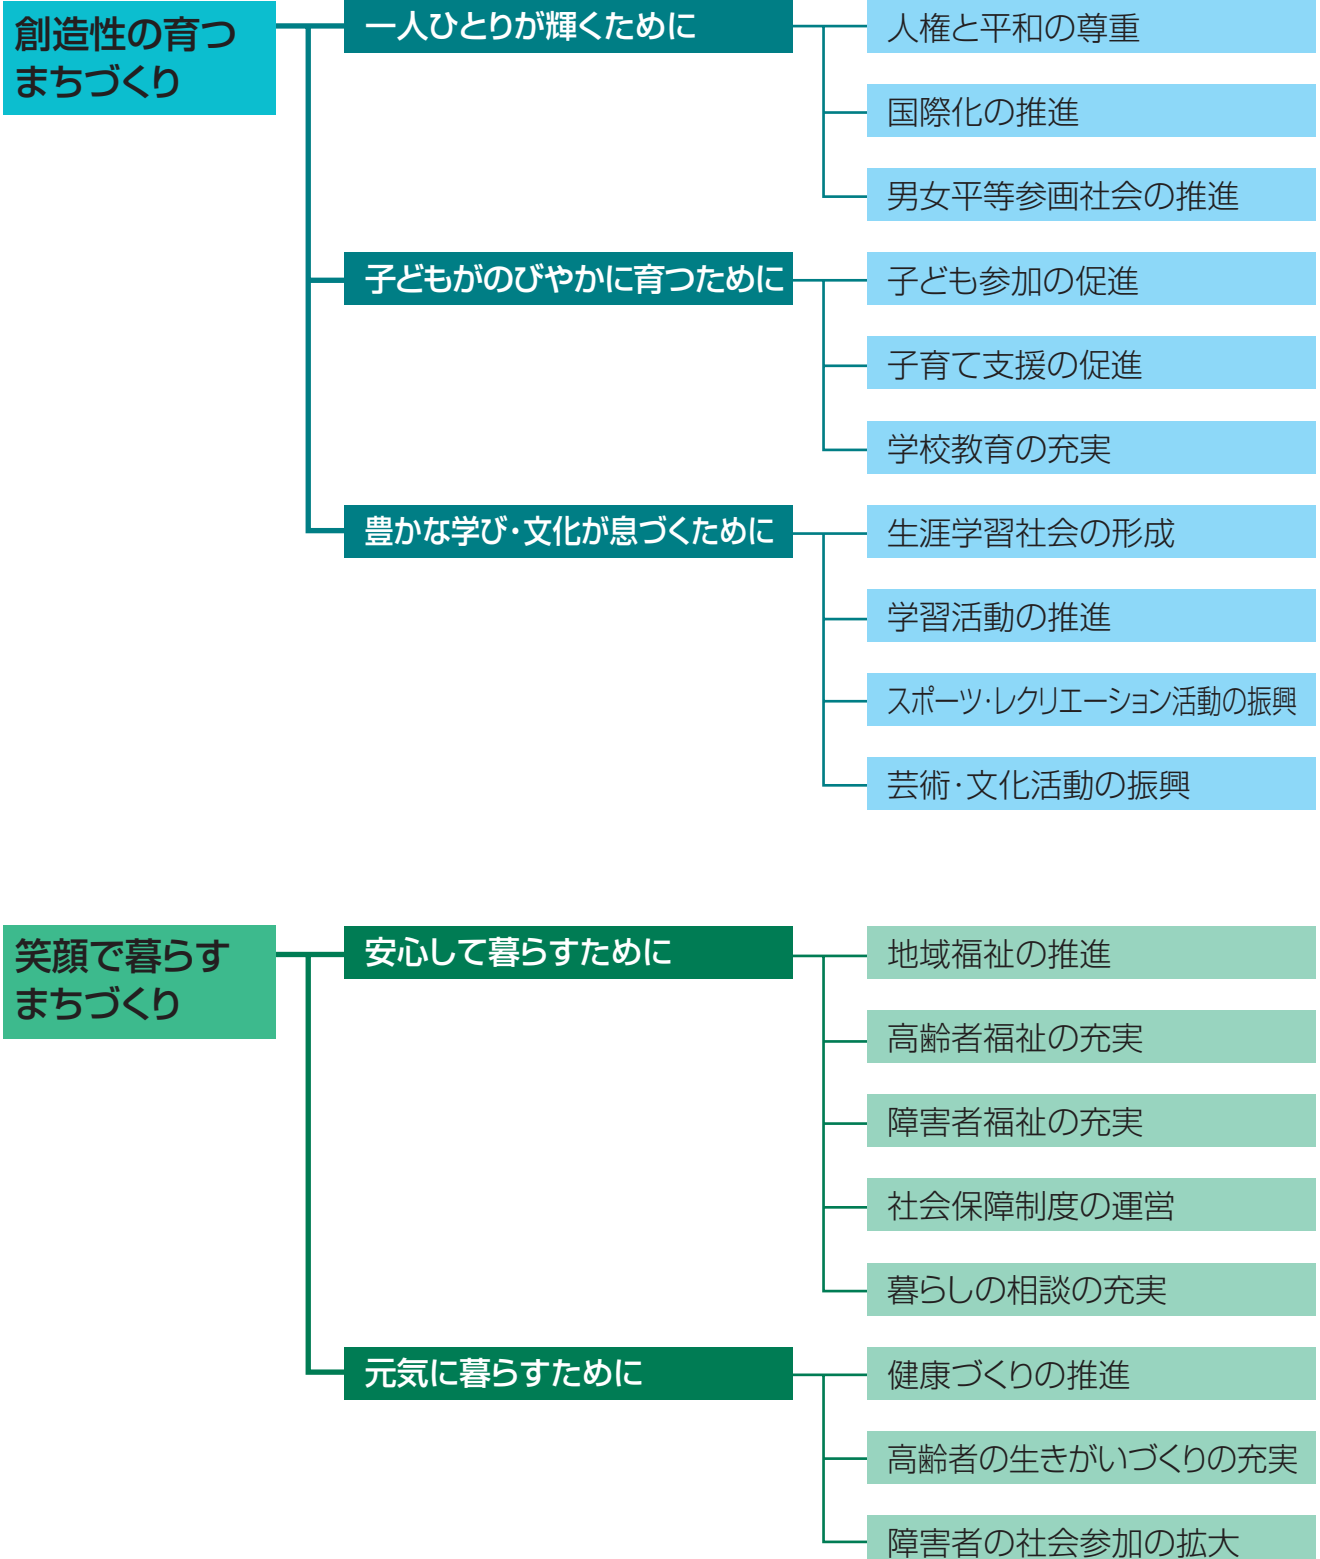 創造性の育つ
まちづくり
一人ひとりが輝くために
人権と平和の尊重
国際化の推進
男女平等参画社会の推進
子どもがのびやかに育つために
子ども参加の促進
子育て支援の促進
学校教育の充実
豊かな学び・文化が息づくために
生涯学習社会の形成
学習活動の推進
スポーツ・レクリエーション活動の振興
芸術・文化活動の振興
笑顔で暮らす
まちづくり
安心して暮らすために
地域福祉の推進
高齢者福祉の充実
障害者福祉の充実
社会保障制度の運営
暮らしの相談の充実
元気に暮らすために
健康づくりの推進
高齢者の生きがいづくりの充実
障害者の社会参加の拡大